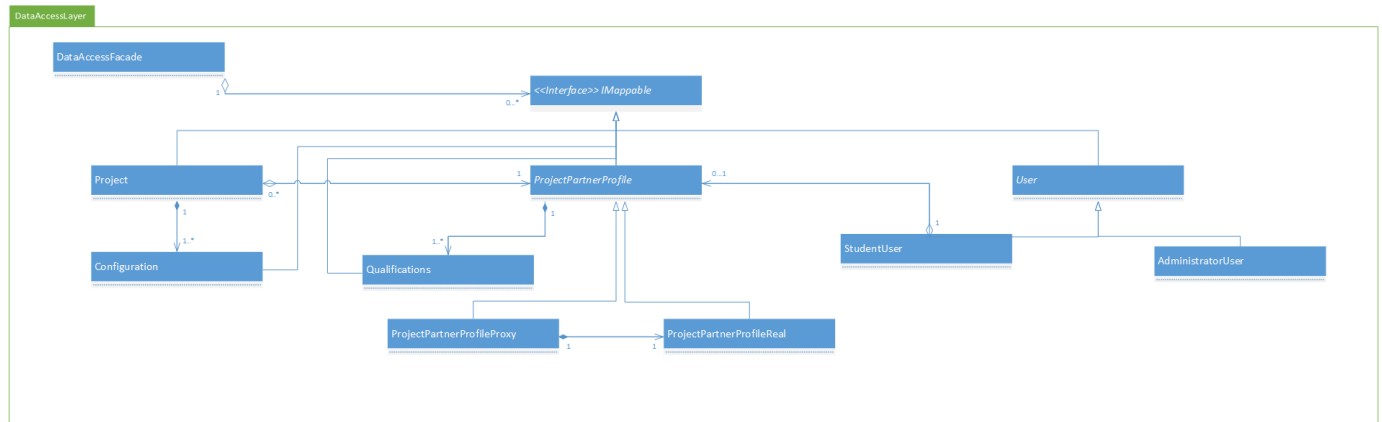 DataAccessLayer
DataAccessFacade
1
0..*
<<Interface>> IMappable
Project
0..*
1
ProjectPartnerProfile
0...1
User
1
1..*
Configuration
1
1..*
Qualifications
1
StudentUser
AdministratorUser
ProjectPartnerProfileProxy
1
1
ProjectPartnerProfileReal